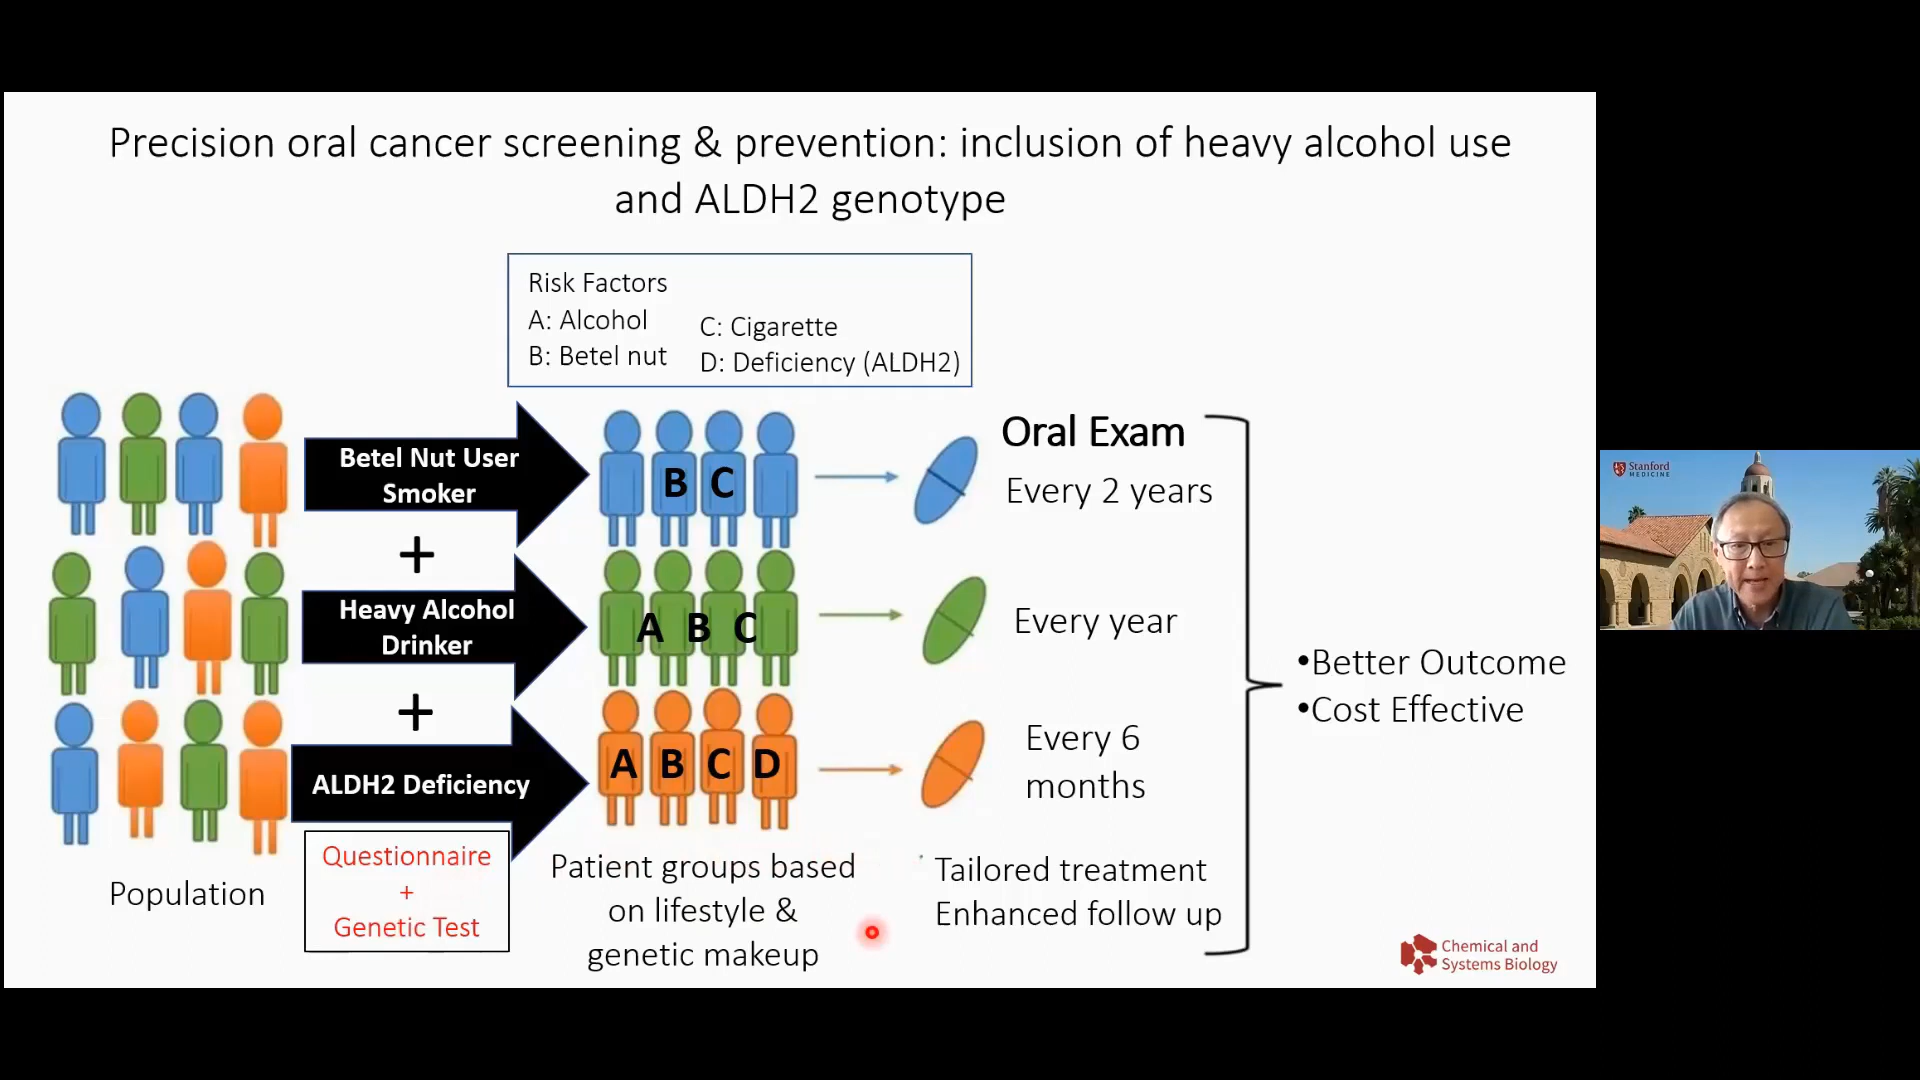 Precision oral cancer screening & prevention: inclusion of heavy alcohol use
and ALDH2 genotype
Risk Factors
A: Alcohol
B: Betel nut
C: Cigarette
D: Deficiency (ALDH2)
Betel Nut User
Smoker
+
Heavy Alcohol
Drinker
+
ALDH2 Deficiency
Questionnaire
+
Genetic Test
Population
B C
A B C
A B C D
Patient groups based
on lifestyle &
genetic makeup
Oral Exam
Every 2 years
Every year
Every 6
months
Tailored treatment
Enhanced follow up
•Better Outcome
•Cost Effective
Chemical and
Systems Biology
Stanford
MEDICINE